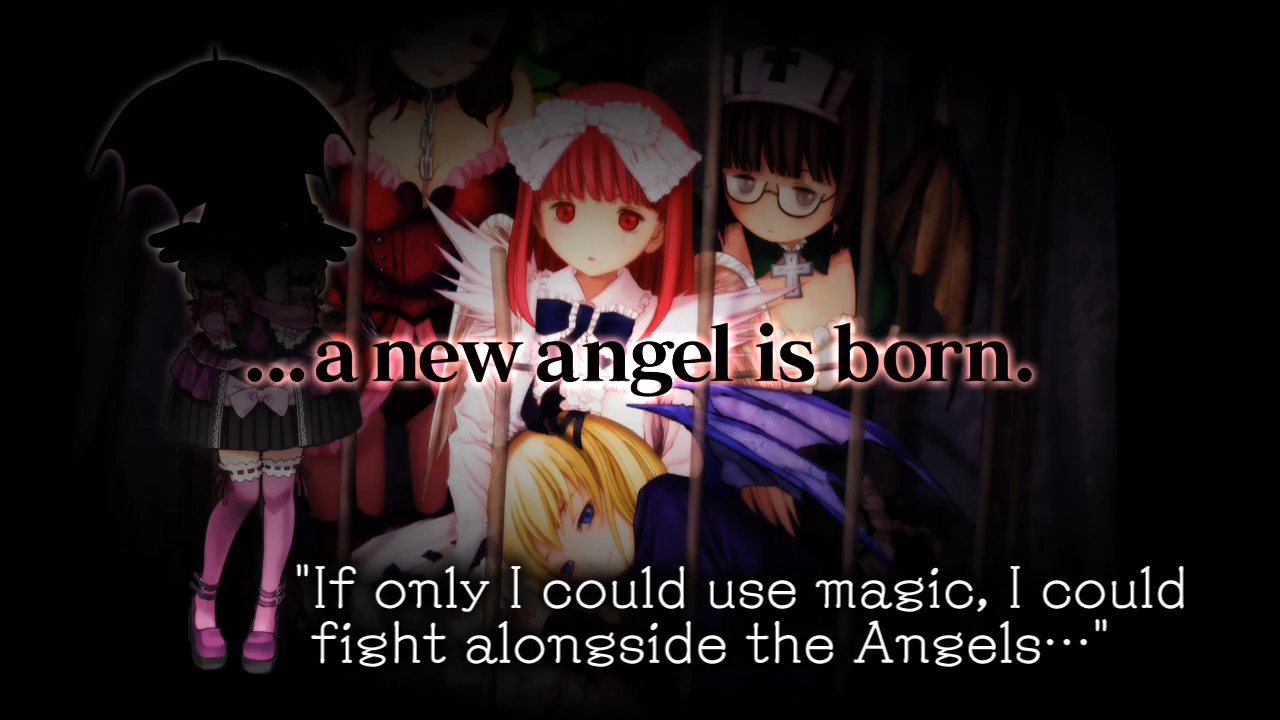 ...a new angel is born.
"If only I could use magic, I could
fight alongside the Angels…"